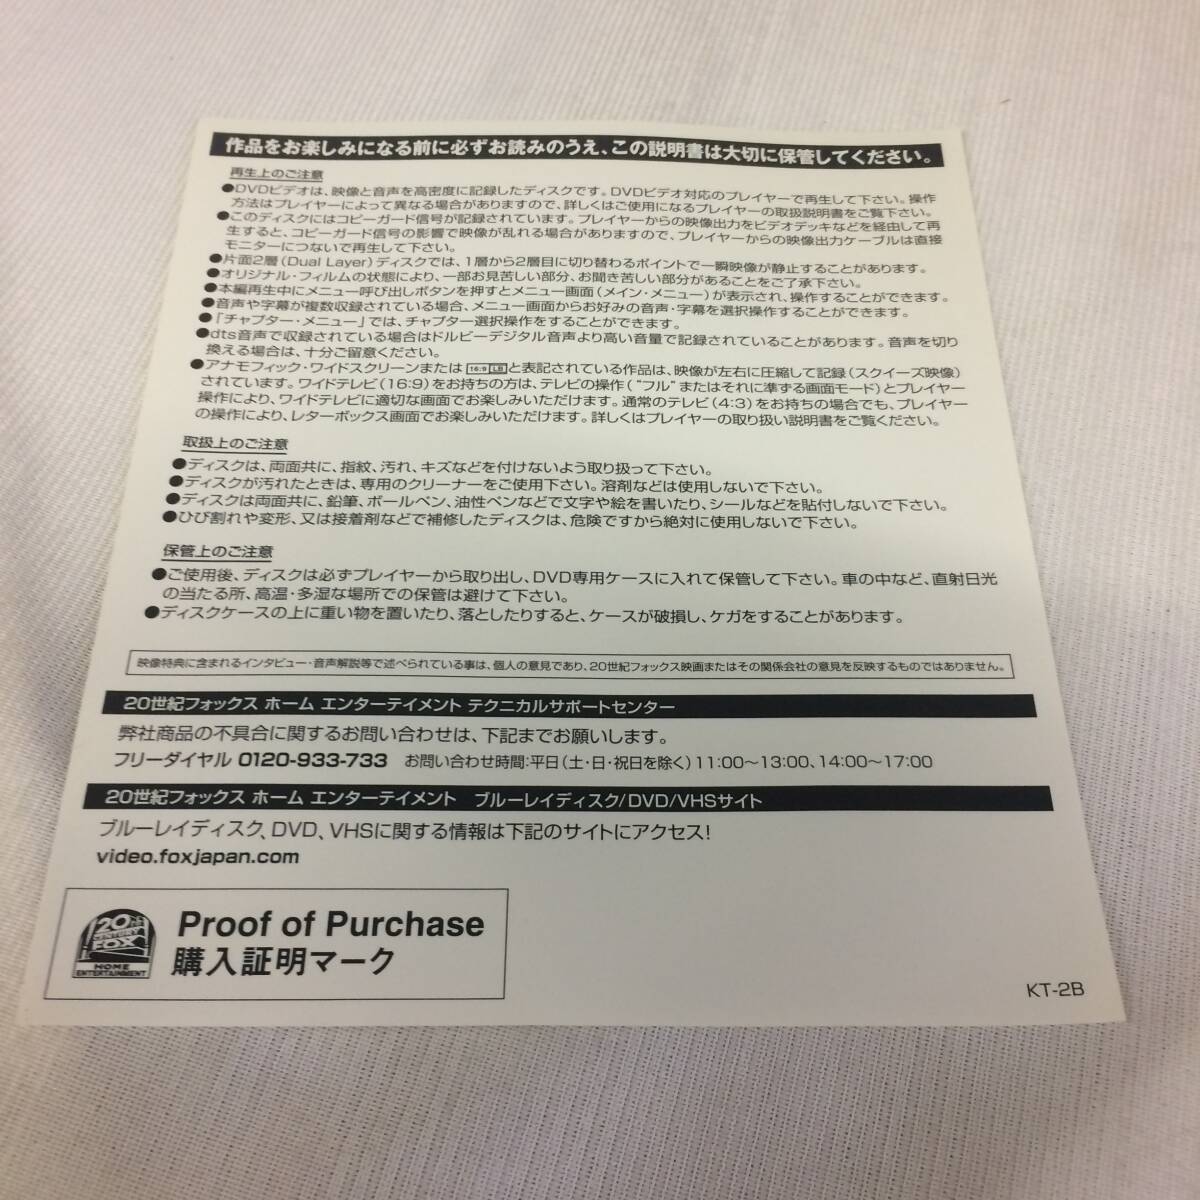 作品をお楽しみになる前に必ずお読みのうえ、この説明書は大切に保管してください。
再生上のご注意
●DVDビデオは、映像と音声を高密度に記録したディスクです。DVDビデオ対応のプレイヤーで再生して下さい。操作
方法はプレイヤーによって異なる場合がありますので、詳しくはご使用になるプレイヤーの取扱説明書をご覧下さい。
●このディスクにはコピーガード信号が記録されています。プレイヤーからの映像出力をビデオデッキなどを経由して再
生すると、コピーガード信号の影響で映像が乱れる場合がありますので、プレイヤーからの映像出力ケーブルは直接
モニターにつないで再生して下さい。
●片面2層(Dual Layer)ディスクでは、1層から2層目に切り替わるポイントで一瞬映像が静止することがあります。
●オリジナル・フィルムの状態により、一部お見苦しい部分、お聞き苦しい部分があることをご了承下さい。
●本編再生中にメニュー呼び出しボタンを押すとメニュー画面(メイン・メニュー)が表示され、操作することができます。
●音声や字幕が複数収録されている場合、メニュー画面からお好みの音声・字幕を選択操作することができます。
●「チャプター・メニュー」では、チャプター選択操作をすることができます。
●dts音声で収録されている場合はドルビーデジタル音声より高い音量で記録されていることがあります。音声を切り
換える場合は、十分ご留意ください。
●アナモフィック・ワイドスクリーンまたは 16:9 LB と表記されている作品は、映像が左右に圧縮して記録(スクイーズ映像)
されています。ワイドテレビ(16:9)をお持ちの方は、テレビの操作("フル"またはそれに準ずる画面モード)とプレイヤー
操作により、ワイドテレビに適切な画面でお楽しみいただけます。通常のテレビ(4:3)をお持ちの場合でも、プレイヤー
の操作により、レターボックス画面でお楽しみいただけます。詳しくはプレイヤーの取り扱い説明書をご覧ください。
取扱上のご注意
●ディスクは、両面共に、指紋、汚れ、キズなどを付けないよう取り扱って下さい。
●ディスクが汚れたときは、専用のクリーナーをご使用下さい。溶剤などは使用しないで下さい。
●ディスクは両面共に、鉛筆、ボールペン、油性ペンなどで文字や絵を書いたり、シールなどを貼付しないで下さい。
●ひび割れや変形、又は接着剤などで補修したディスクは、危険ですから絶対に使用しないで下さい。
保管上のご注意
●ご使用後、ディスクは必ずプレイヤーから取り出し、DVD専用ケースに入れて保管して下さい。車の中など、直射日光
の当たる所、高温・多湿な場所での保管は避けて下さい。
●ディスクケースの上に重い物を置いたり、落としたりすると、ケースが破損し、ケガをすることがあります。
映像特典に含まれるインタビュー・音声解説等で述べられている事は、個人の意見であり、20世紀フォックス映画またはその関係会社の意見を反映するものではありません。
20世紀フォックス ホーム エンターテイメント テクニカルサポートセンター
弊社商品の不具合に関するお問い合わせは、下記までお願いします。
フリーダイヤル 0120-933-733 お問い合わせ時間:平日(土・日・祝日を除く)11:00〜13:00、14:00〜17:00
20世紀フォックス ホーム エンターテイメント ブルーレイディスク/DVD/VHSサイト
ブルーレイディスク、DVD、VHSに関する情報は下記のサイトにアクセス!
video.foxjapan.com
20th
CENTURY
FOX
HOME
ENTERTAINMENT
Proof of Purchase
購入証明マーク
KT-2B